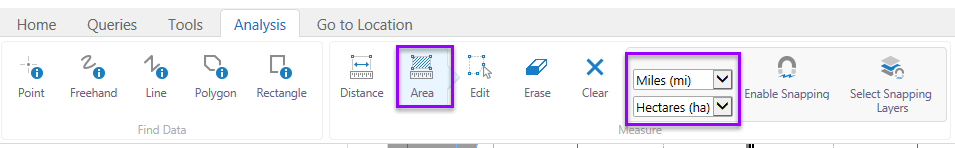 Home Queries Tools Analysis Go to Location
Point Freehand Line Polygon Rectangle Distance Area Edit Erase Clear Miles (mi) Hectares (ha) Enable Snapping Select Snapping
Layers
Find Data Measure